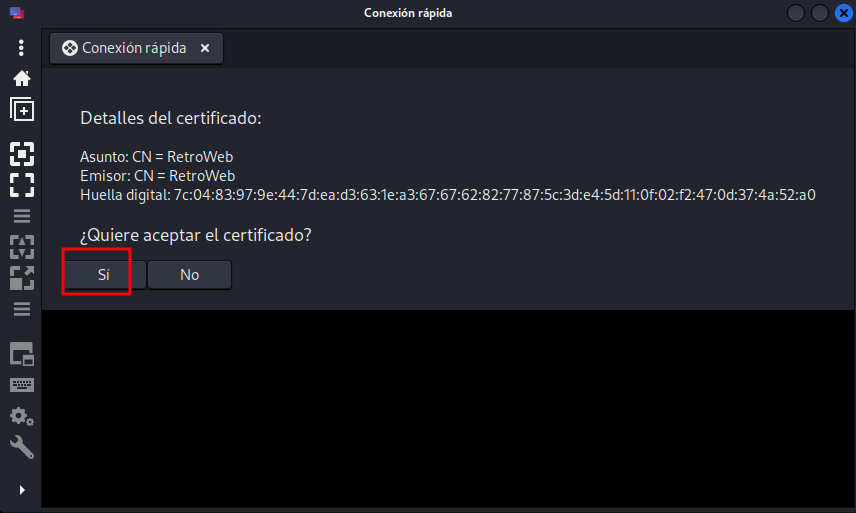 Conexión rápida
Conexión rápida
Detalles del certificado:
Asunto: CN = RetroWeb
Emisor: CN = RetroWeb
Huella digital: 7c:04:83:97:9e:44:7d:ea:d3:63:1e:a3:67:67:62:82:77:87:5c:3d:e4:5d:11:0f:02:f2:47:0d:37:4a:52:a0
¿Quiere aceptar el certificado?
Sí No